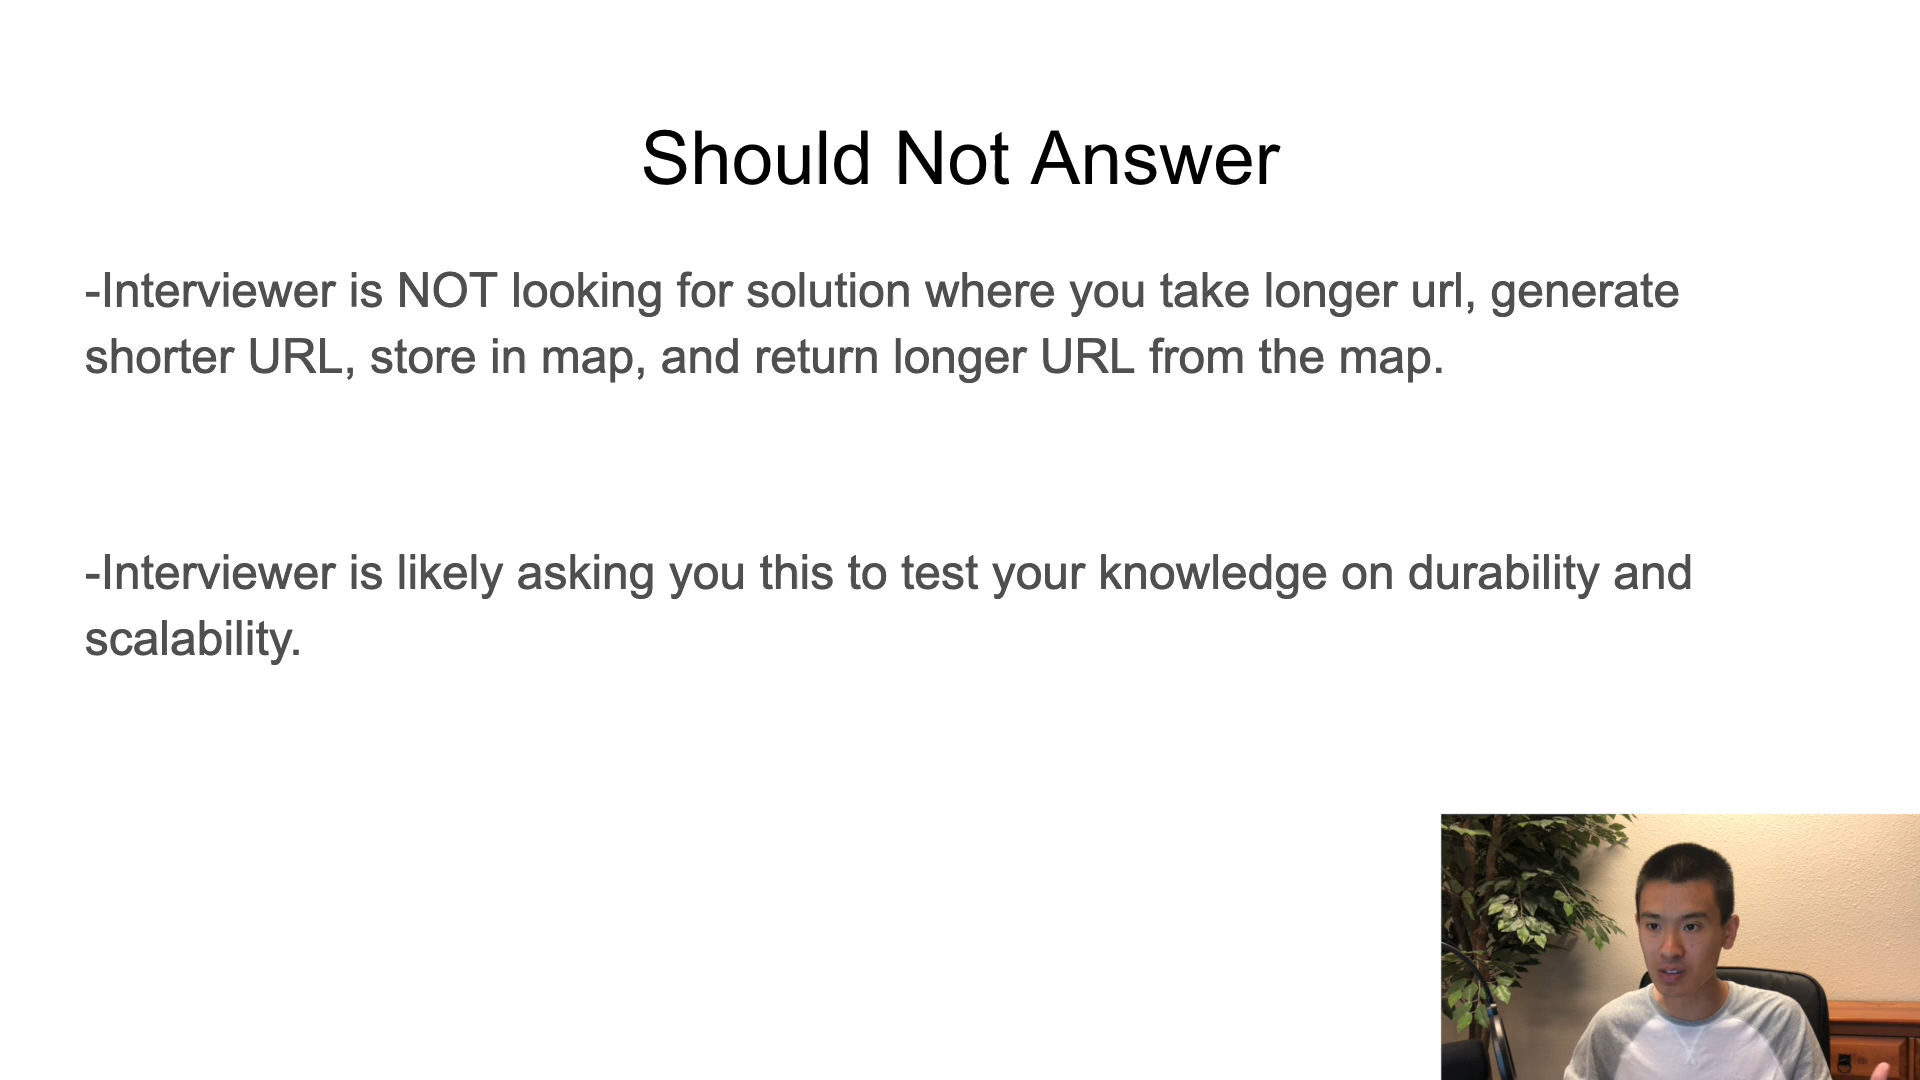 Should Not Answer
-Interviewer is NOT looking for solution where you take longer url, generate
shorter URL, store in map, and return longer URL from the map.
-Interviewer is likely asking you this to test your knowledge on durability and
scalability.